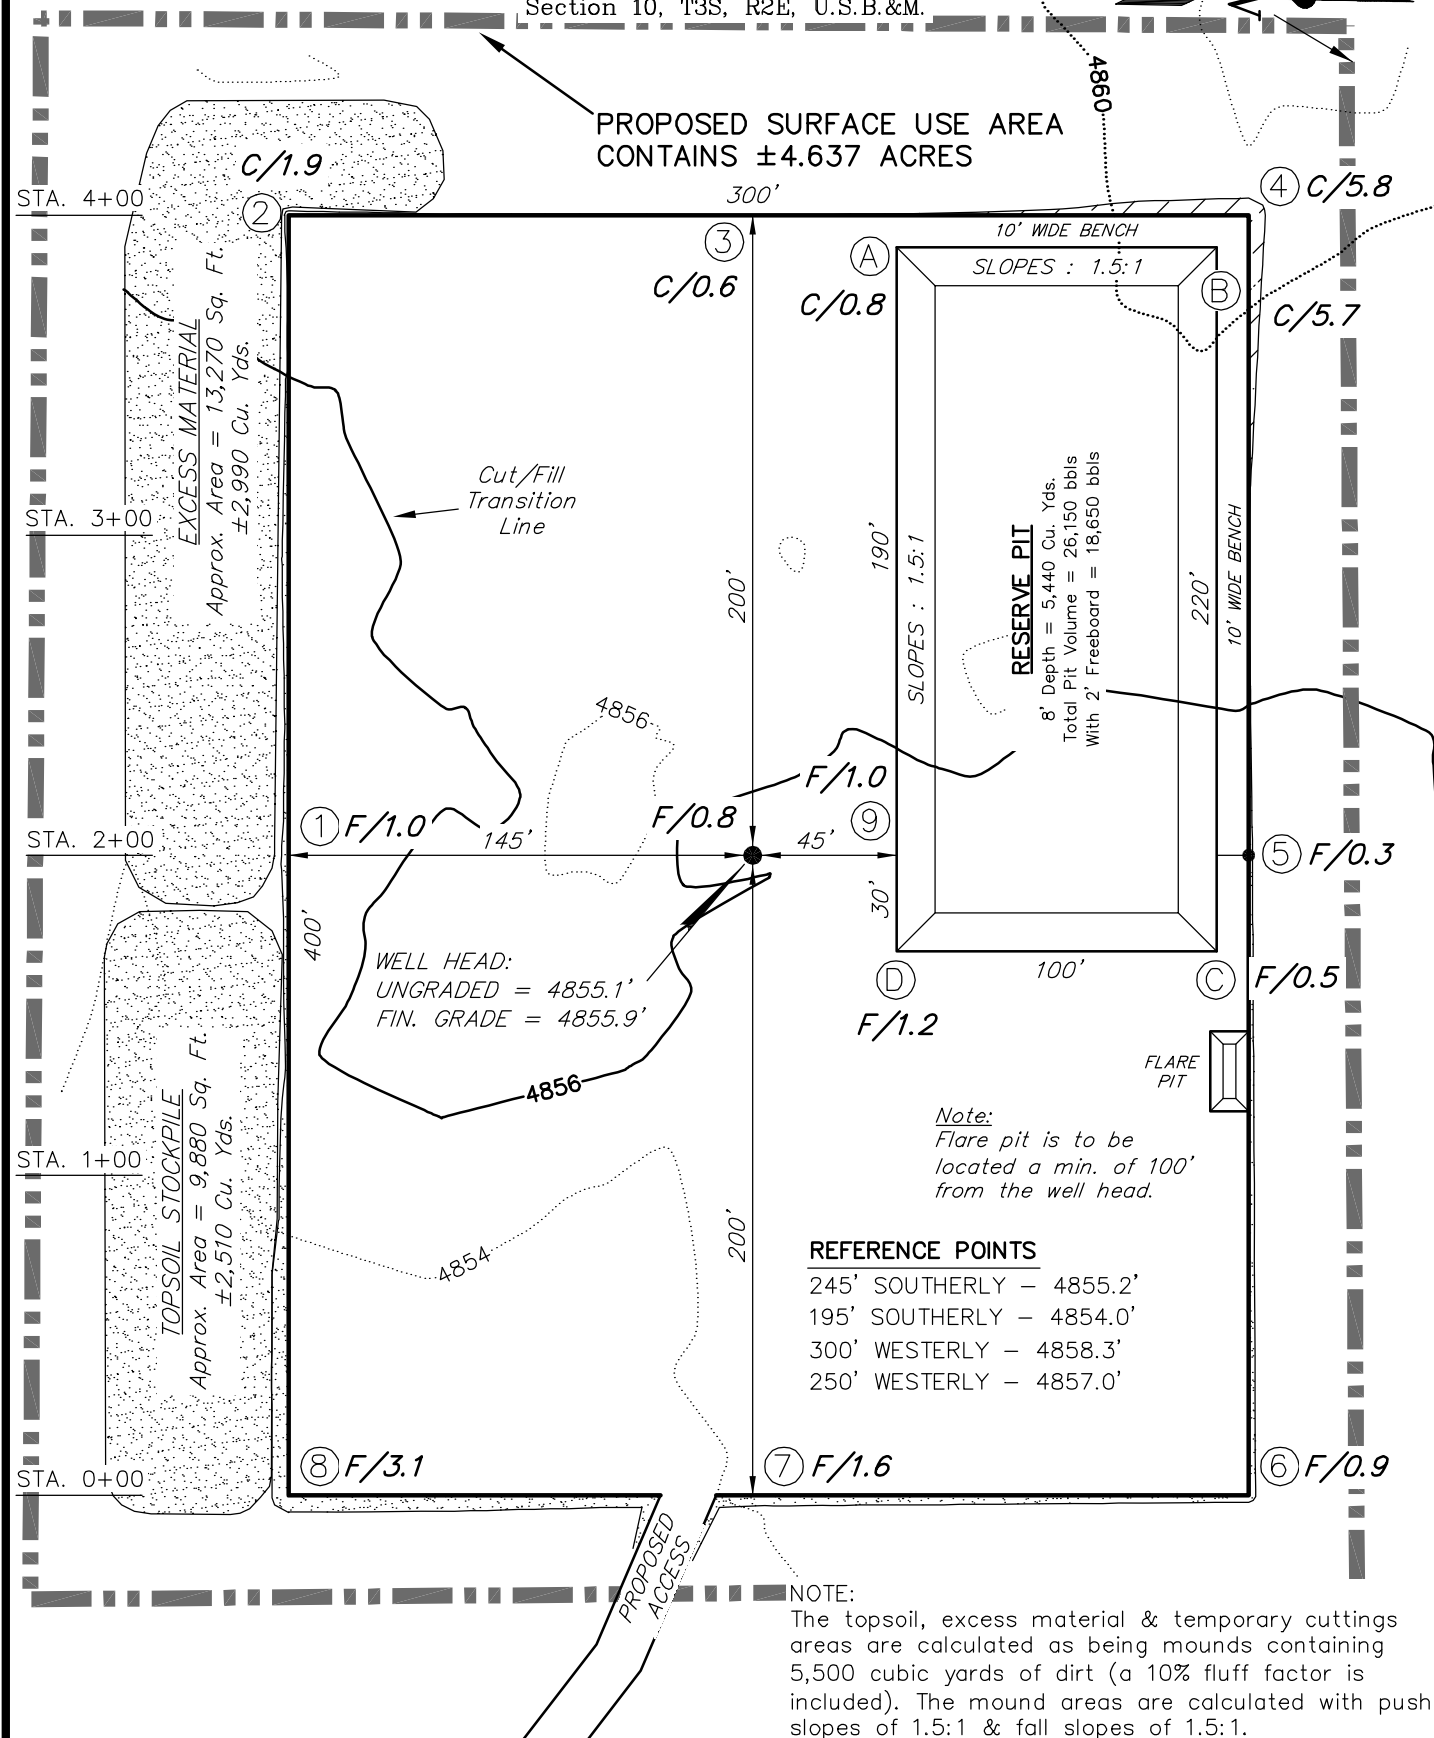 Section 10, T3S, R2E, U.S.B.&M.
4860
PROPOSED SURFACE USE AREA
CONTAINS ±4.637 ACRES
C/1.9
STA. 4+00
2
300'
4 C/5.8
3
C/0.6
10' WIDE BENCH
A
SLOPES : 1.5:1
B
C/0.8
C/5.7
EXCESS MATERIAL
Approx. Area = 13,270 Sq. Ft.
±2,990 Cu. Yds.
Cut/Fill
Transition
Line
STA. 3+00
200'
190'
SLOPES : 1.5:1
RESERVE PIT
8' Depth = 5,440 Cu. Yds.
Total Pit Volume = 26,150 bbls
With 2' Freeboard = 18,650 bbls
220'
10' WIDE BENCH
4856
F/1.0
STA. 2+00
1 F/1.0
145'
F/0.8
45'
9
5 F/0.3
30'
400'
WELL HEAD:
UNGRADED = 4855.1'
FIN. GRADE = 4855.9'
D
100'
C F/0.5
F/1.2
4856
FLARE
PIT
TOPSOIL STOCKPILE
Approx. Area = 9,880 Sq. Ft.
±2,510 Cu. Yds.
STA. 1+00
Note:
Flare pit is to be
located a min. of 100'
from the well head.
200'
4854
REFERENCE POINTS
245' SOUTHERLY – 4855.2'
195' SOUTHERLY – 4854.0'
300' WESTERLY – 4858.3'
250' WESTERLY – 4857.0'
STA. 0+00
8 F/3.1
7 F/1.6
6 F/0.9
PROPOSED
ACCESS
NOTE:
The topsoil, excess material & temporary cuttings
areas are calculated as being mounds containing
5,500 cubic yards of dirt (a 10% fluff factor is
included). The mound areas are calculated with push
slopes of 1.5:1 & fall slopes of 1.5:1.